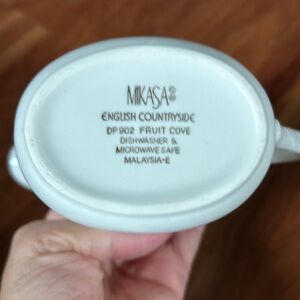 MIKASA®
ENGLISH COUNTRYSIDE
DP902 FRUIT COVE
DISHWASHER &
MICROWAVE SAFE
MALAYSIA-E